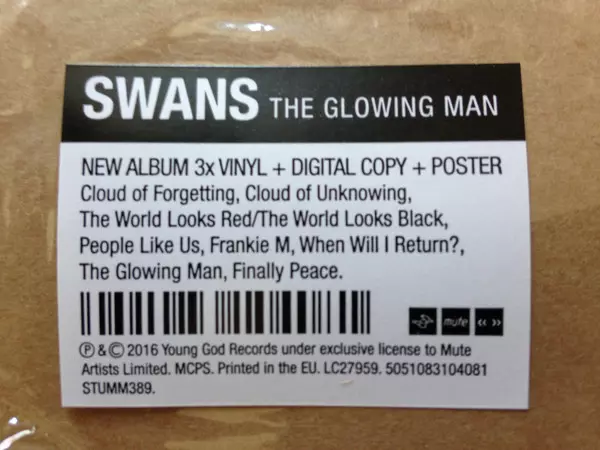 SWANS THE GLOWING MAN
NEW ALBUM 3x VINYL + DIGITAL COPY + POSTER
Cloud of Forgetting, Cloud of Unknowing,
The World Looks Red/The World Looks Black,
People Like Us, Frankie M, When Will I Return?,
The Glowing Man, Finally Peace.
mute «»
℗ & © 2016 Young God Records under exclusive license to Mute
Artists Limited. MCPS. Printed in the EU. LC27959. 5051083104081
STUMM389.